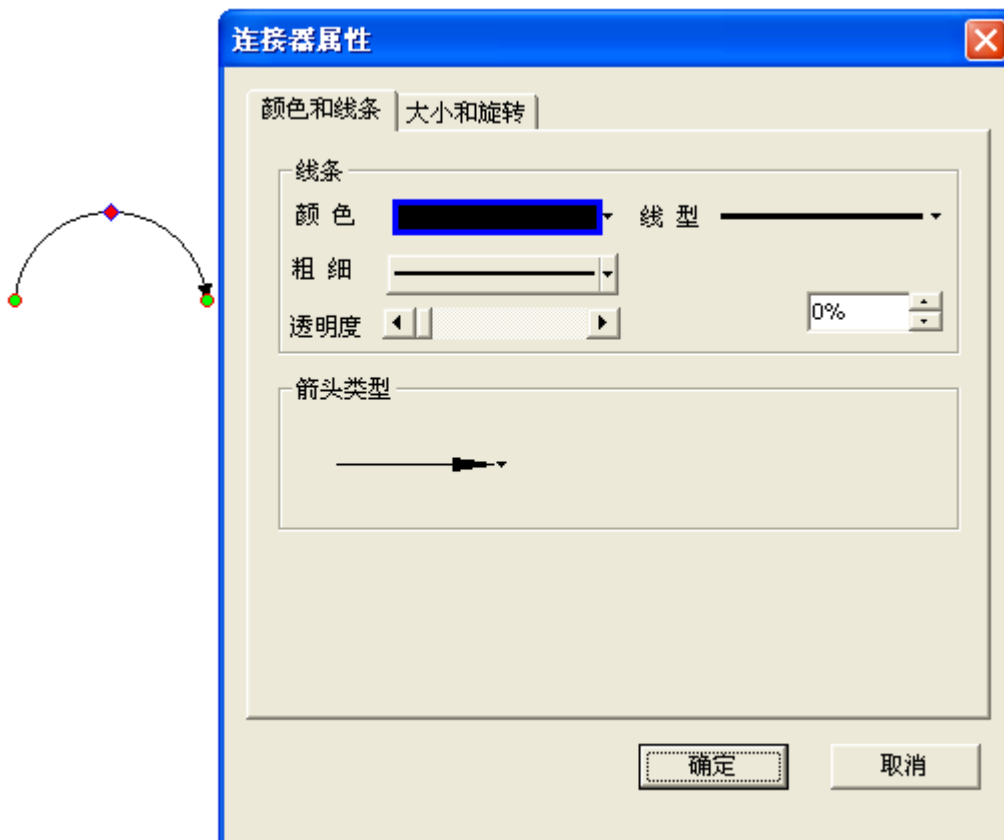 连接器属性
颜色和线条 大小和旋转
线条
颜 色 线 型
粗 细
透明度 0%
箭头类型
确定 取消